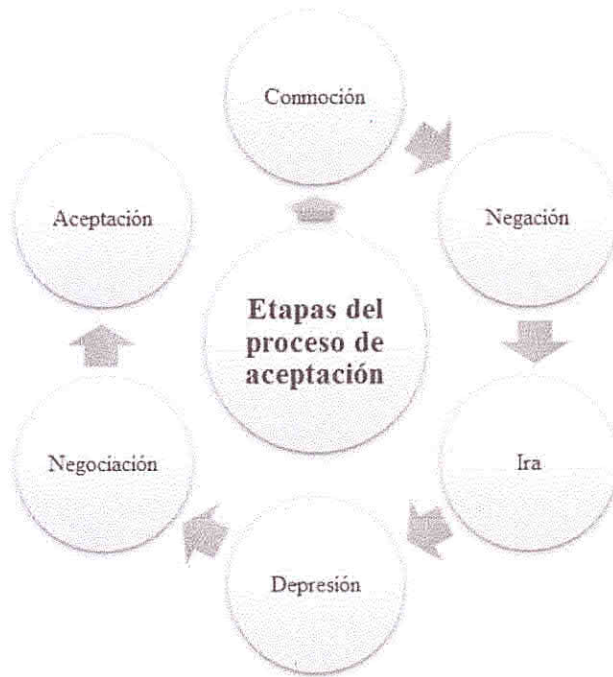 Etapas del
proceso de
aceptación
Conmoción
Negación
Ira
Depresión
Negociación
Aceptación